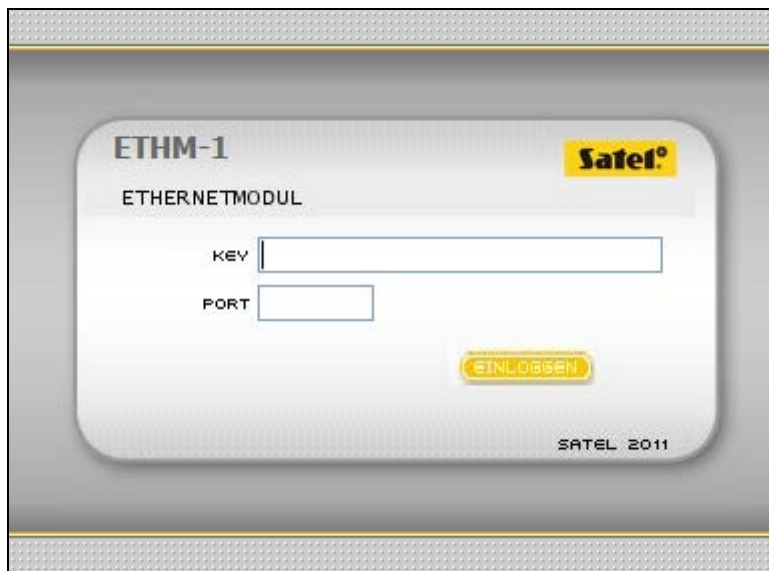 ETHM-1
Satel®
ETHERNETMODUL
KEY
PORT
EINLOGGEN
SATEL 2011